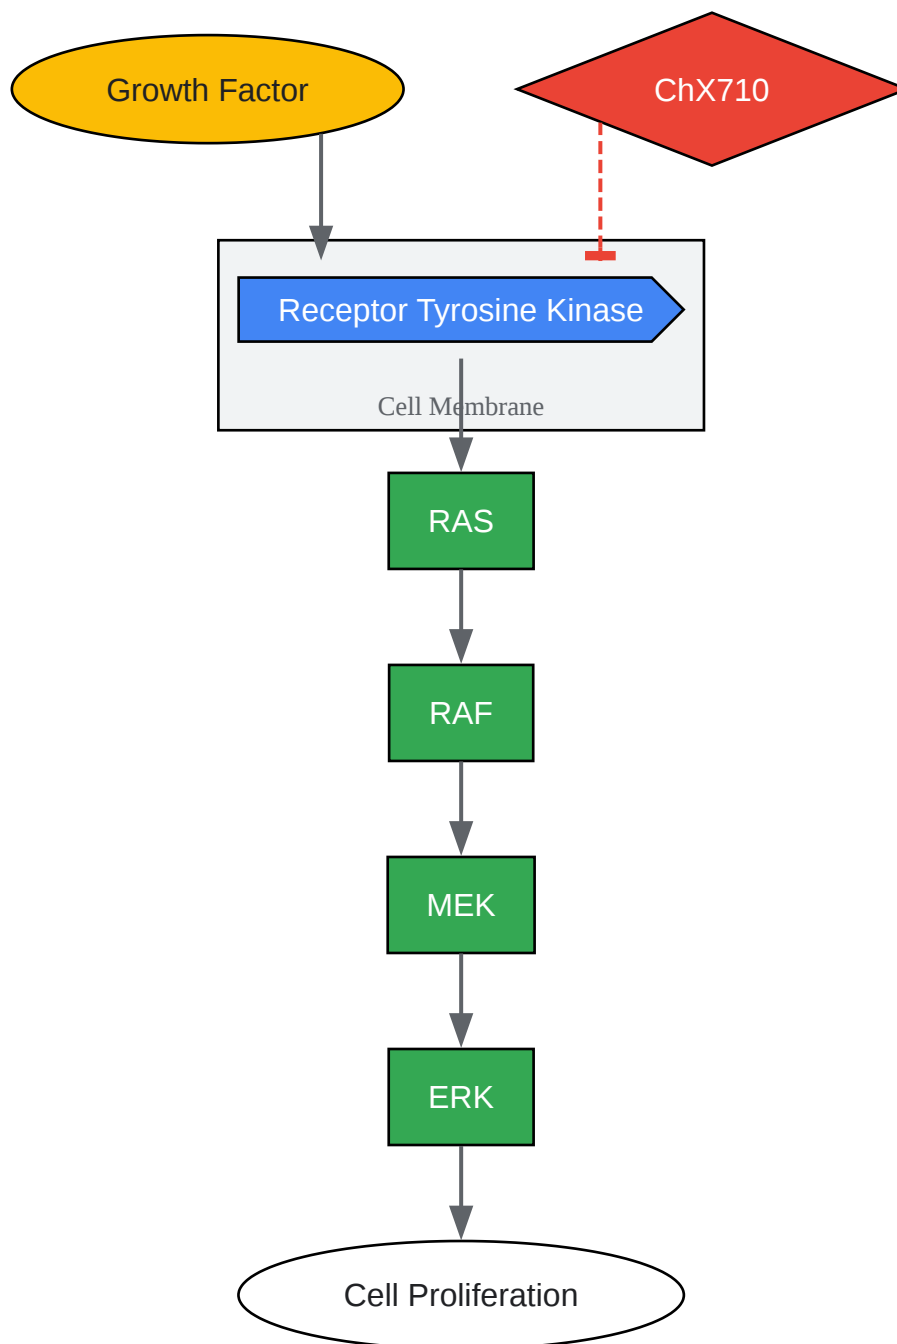 Growth Factor
ChX710
Receptor Tyrosine Kinase
Cell Membrane
RAS
RAF
MEK
ERK
Cell Proliferation